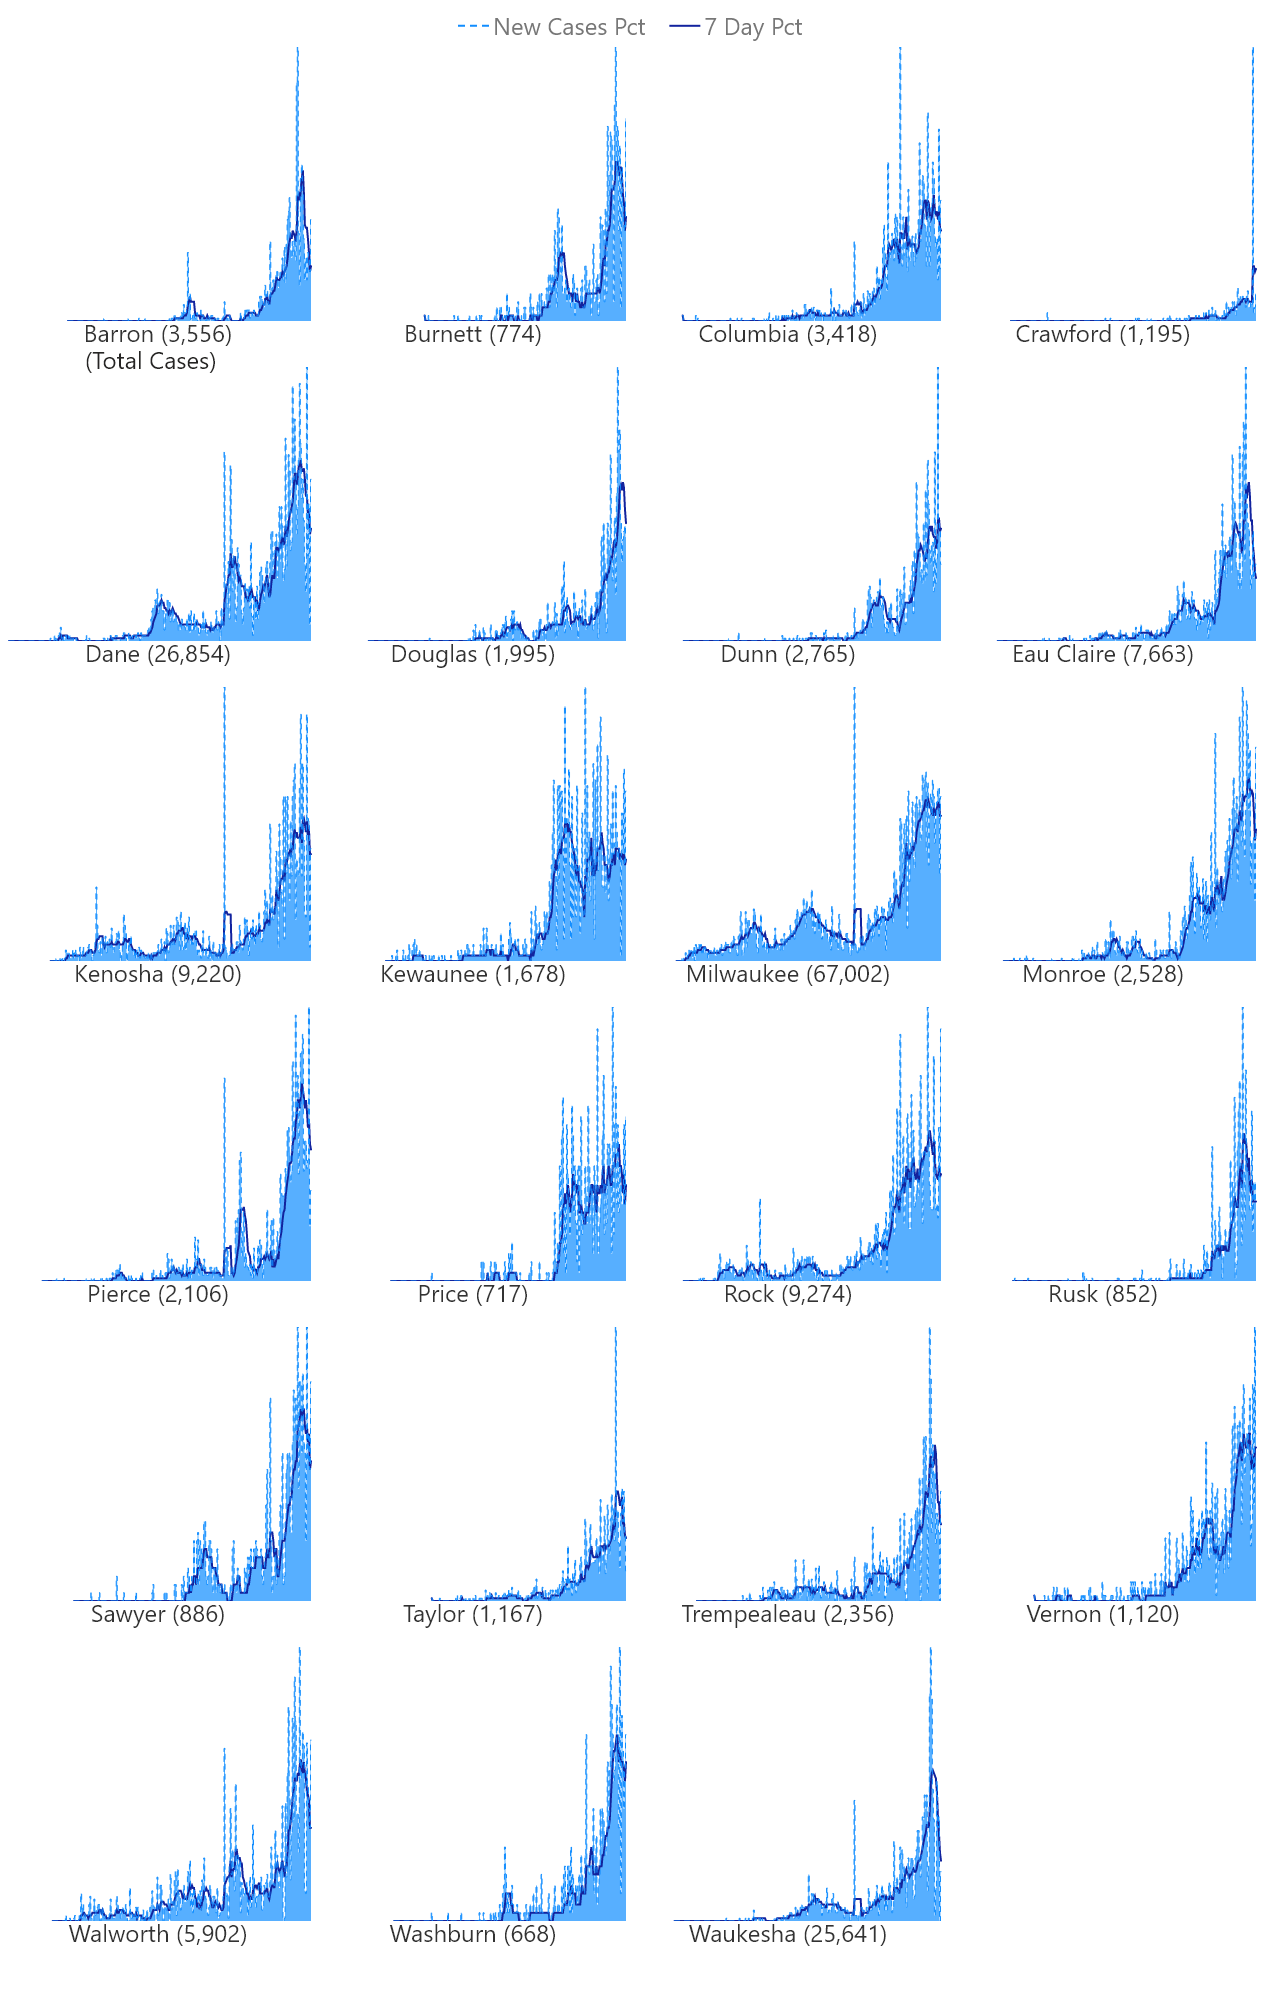 New Cases Pct 7 Day Pct
Barron (3,556) Burnett (774) Columbia (3,418) Crawford (1,195)
(Total Cases)
Dane (26,854) Douglas (1,995) Dunn (2,765) Eau Claire (7,663)
Kenosha (9,220) Kewaunee (1,678) Milwaukee (67,002) Monroe (2,528)
Pierce (2,106) Price (717) Rock (9,274) Rusk (852)
Sawyer (886) Taylor (1,167) Trempealeau (2,356) Vernon (1,120)
Walworth (5,902) Washburn (668) Waukesha (25,641)